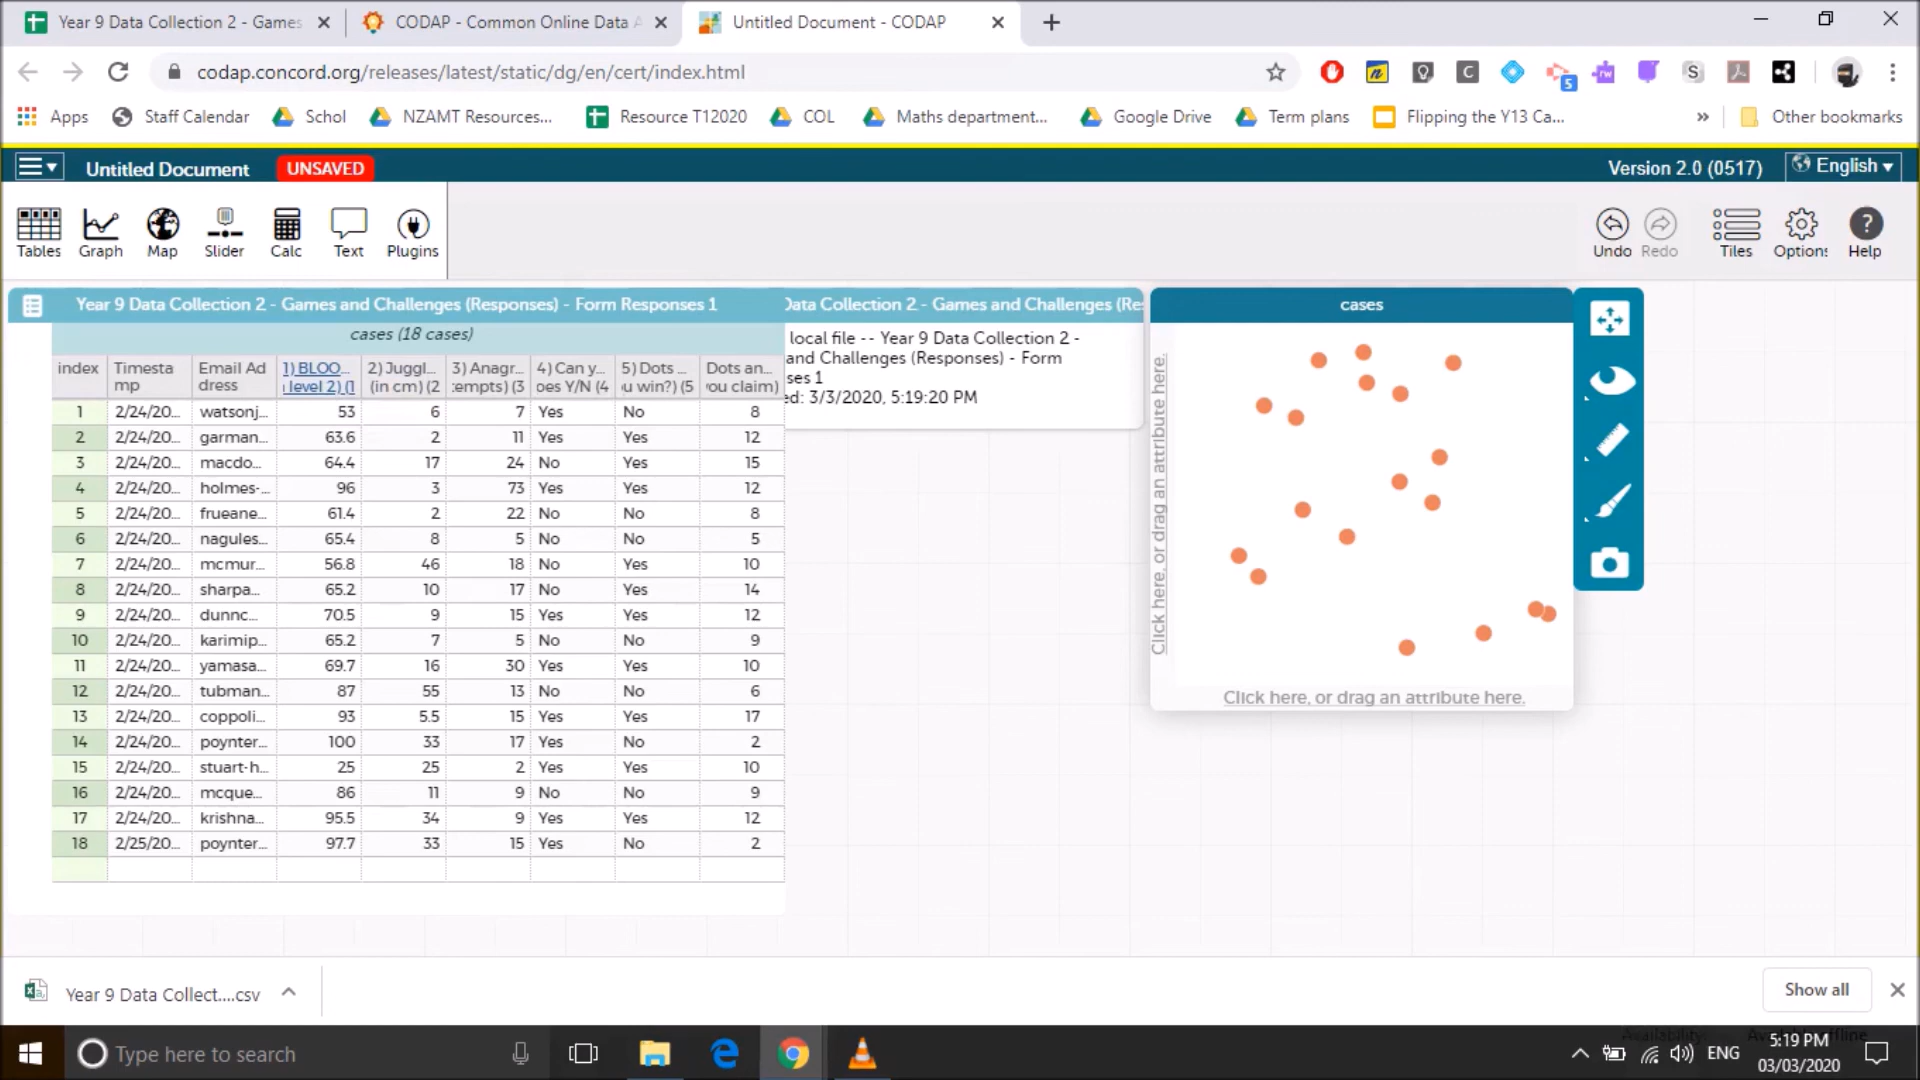 Year 9 Data Collection 2 - Games
CODAP - Common Online Data A
Untitled Document - CODAP
codap.concord.org/releases/latest/static/dg/en/cert/index.html
Apps Staff Calendar Schol NZAMT Resources... Resource T12020 COL Maths department... Google Drive Term plans Flipping the Y13 Ca... » Other bookmarks
Untitled Document UNSAVED Version 2.0 (0517) English
Tables Graph Map Slider Calc Text Plugins Undo Redo Tiles Options Help
Year 9 Data Collection 2 - Games and Challenges (Responses) - Form Responses 1
cases (18 cases)
index Timesta Email Ad 1) BLOO... 2) Juggl... 3) Anagr... 4) Can y... 5) Dots ... Dots an...
mp dress level 2) (1 (in cm) (2 tempts) (3 oes Y/N (4 u win?) (5 you claim)
1 2/24/20... watsonj... 53 6 7 Yes No 8
2 2/24/20... garman... 63.6 2 11 Yes Yes 12
3 2/24/20... macdo... 64.4 17 24 No Yes 15
4 2/24/20... holmes-... 96 3 73 Yes Yes 12
5 2/24/20... frueane... 61.4 2 22 No No 8
6 2/24/20... nagules... 65.4 8 5 No No 5
7 2/24/20... mcmur... 56.8 46 18 No Yes 10
8 2/24/20... sharpa... 65.2 10 17 No Yes 14
9 2/24/20... dunnc... 70.5 9 15 Yes Yes 12
10 2/24/20... karimip... 65.2 7 5 No No 9
11 2/24/20... yamasa... 69.7 16 30 Yes Yes 10
12 2/24/20... tubman... 87 55 13 No No 6
13 2/24/20... coppoli... 93 5.5 15 Yes Yes 17
14 2/24/20... poynter... 100 33 17 Yes No 2
15 2/24/20... stuart-h... 25 25 2 Yes Yes 10
16 2/24/20... mcque... 86 11 9 No No 9
17 2/24/20... krishna... 95.5 34 9 Yes Yes 12
18 2/25/20... poynter... 97.7 33 15 Yes No 2
Data Collection 2 - Games and Challenges (Res
local file -- Year 9 Data Collection 2 -
and Challenges (Responses) - Form
ses 1
ed: 3/3/2020, 5:19:20 PM
cases
Click here, or drag an attribute here.
Click here, or drag an attribute here.
Year 9 Data Collect....csv
Show all
Type here to search
ENG
5:19 PM
03/03/2020